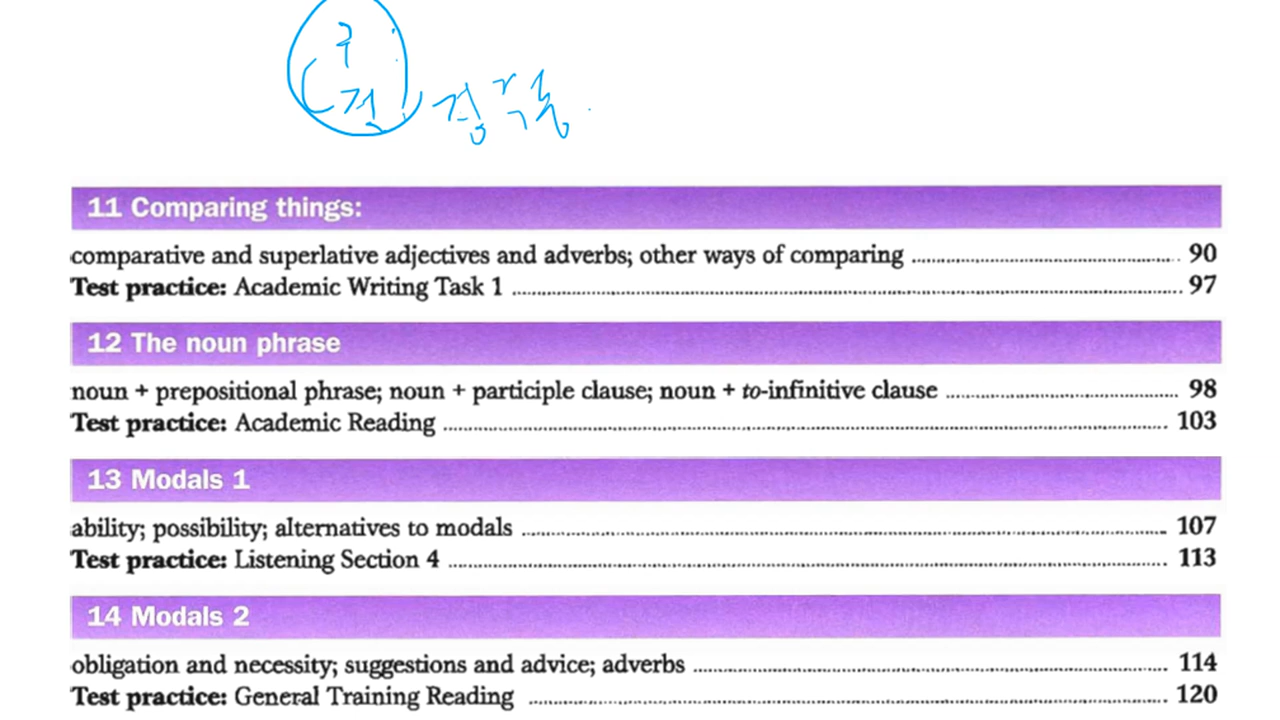 11 Comparing things:
comparative and superlative adjectives and adverbs; other ways of comparing 90
Test practice: Academic Writing Task 1 97
12 The noun phrase
noun + prepositional phrase; noun + participle clause; noun + to-infinitive clause 98
Test practice: Academic Reading 103
13 Modals 1
ability; possibility; alternatives to modals 107
Test practice: Listening Section 4 113
14 Modals 2
obligation and necessity; suggestions and advice; adverbs 114
Test practice: General Training Reading 120